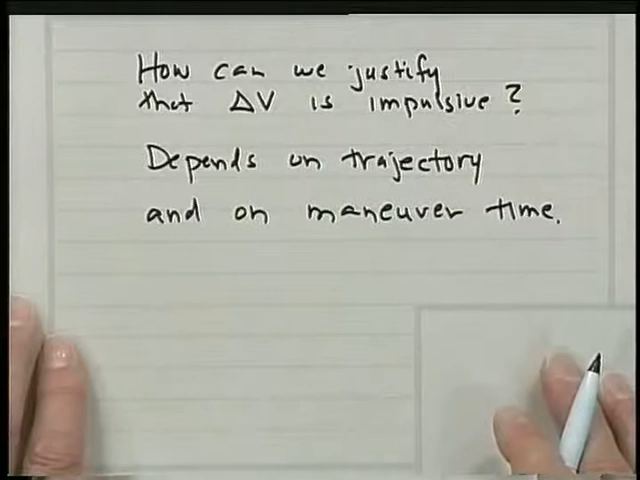 How can we justify
that ΔV is impulsive?
Depends on trajectory
and on maneuver time.